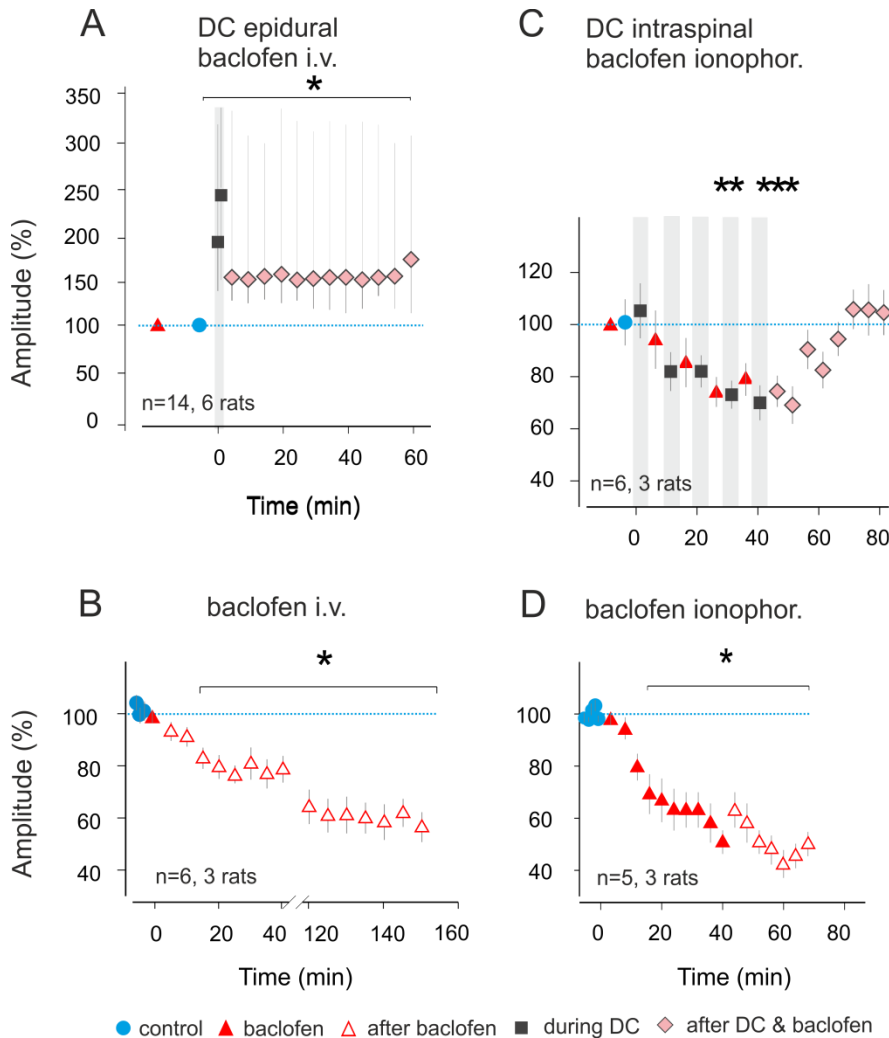 A
DC epidural
baclofen i.v.
*
350
300
250
200
150
100
50
0
Amplitude (%)
n=14, 6 rats
0 20 40 60
Time (min)
C
DC intraspinal
baclofen ionophor.
** ***
120
100
80
60
40
n=6, 3 rats
0 20 40 60 80
B
baclofen i.v.
*
100
80
60
40
Amplitude (%)
n=6, 3 rats
0 20 40 120 140 160
Time (min)
D
baclofen ionophor.
*
100
80
60
40
n=5, 3 rats
0 20 40 60 80
Time (min)
control baclofen after baclofen during DC after DC & baclofen